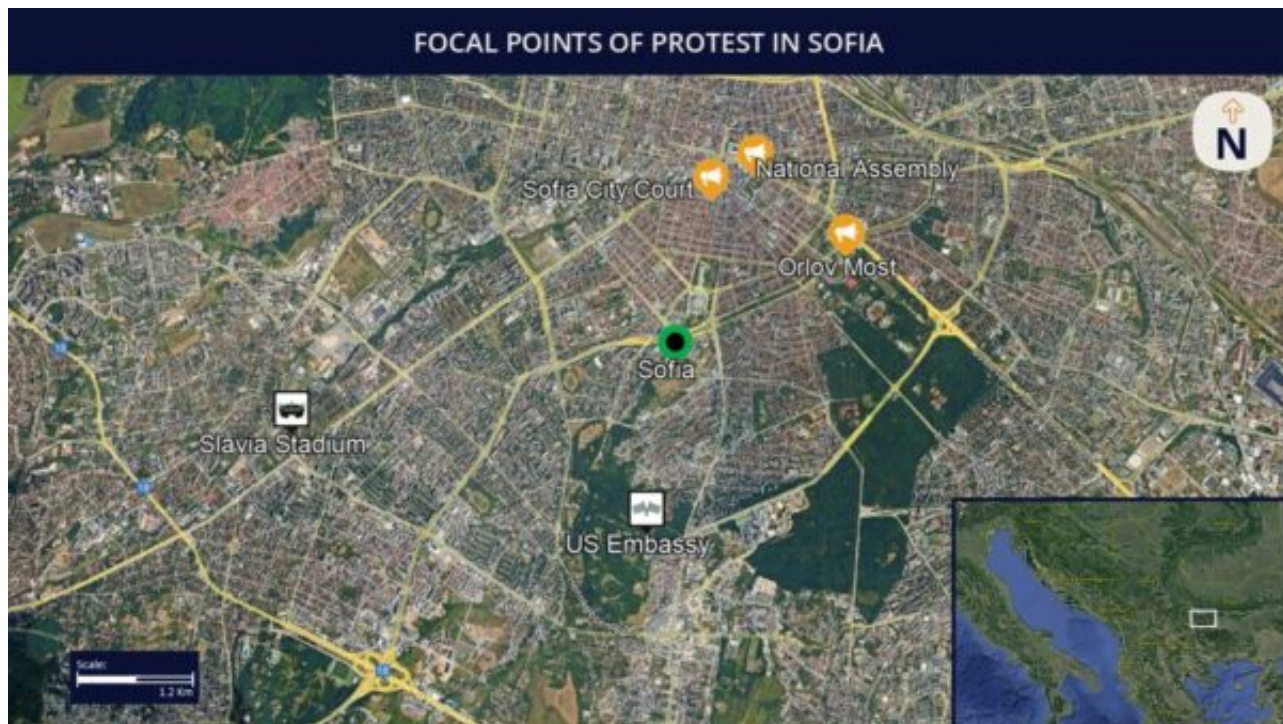 FOCAL POINTS OF PROTEST IN SOFIA
N
National Assembly
Sofia City Court
Orlov Most
Sofia
Slavia Stadium
US Embassy
Scale:
1.2 Km